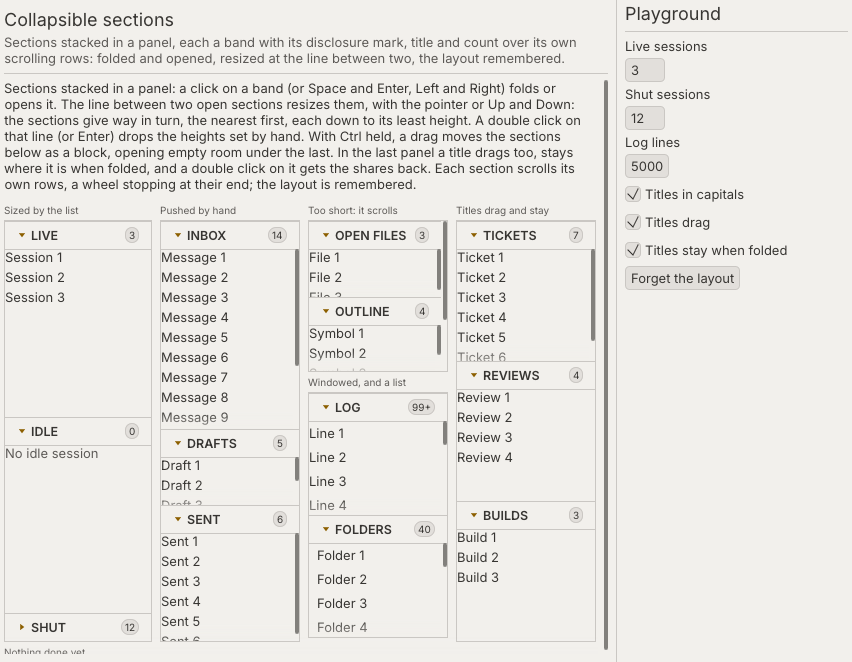 Collapsible sections
Sections stacked in a panel, each a band with its disclosure mark, title and count over its own
scrolling rows: folded and opened, resized at the line between two, the layout remembered.
Sections stacked in a panel: a click on a band (or Space and Enter, Left and Right) folds or
opens it. The line between two open sections resizes them, with the pointer or Up and Down:
the sections give way in turn, the nearest first, each down to its least height. A double click on
that line (or Enter) drops the heights set by hand. With Ctrl held, a drag moves the sections
below as a block, opening empty room under the last. In the last panel a title drags too, stays
where it is when folded, and a double click on it gets the shares back. Each section scrolls its
own rows, a wheel stopping at their end; the layout is remembered.
Sized by the list
LIVE 3
Session 1
Session 2
Session 3
IDLE 0
No idle session
SHUT 12
Nothing done yet
Pushed by hand
INBOX 14
Message 1
Message 2
Message 3
Message 4
Message 5
Message 6
Message 7
Message 8
Message 9
DRAFTS 5
Draft 1
Draft 2
Draft 3
SENT 6
Sent 1
Sent 2
Sent 3
Sent 4
Sent 5
Sent 6
Too short: it scrolls
OPEN FILES 3
File 1
File 2
File 3
OUTLINE 4
Symbol 1
Symbol 2
Symbol 3
Windowed, and a list
LOG 99+
Line 1
Line 2
Line 3
Line 4
FOLDERS 40
Folder 1
Folder 2
Folder 3
Folder 4
Titles drag and stay
TICKETS 7
Ticket 1
Ticket 2
Ticket 3
Ticket 4
Ticket 5
Ticket 6
REVIEWS 4
Review 1
Review 2
Review 3
Review 4
BUILDS 3
Build 1
Build 2
Build 3
Playground
Live sessions
3
Shut sessions
12
Log lines
5000
Titles in capitals
Titles drag
Titles stay when folded
Forget the layout